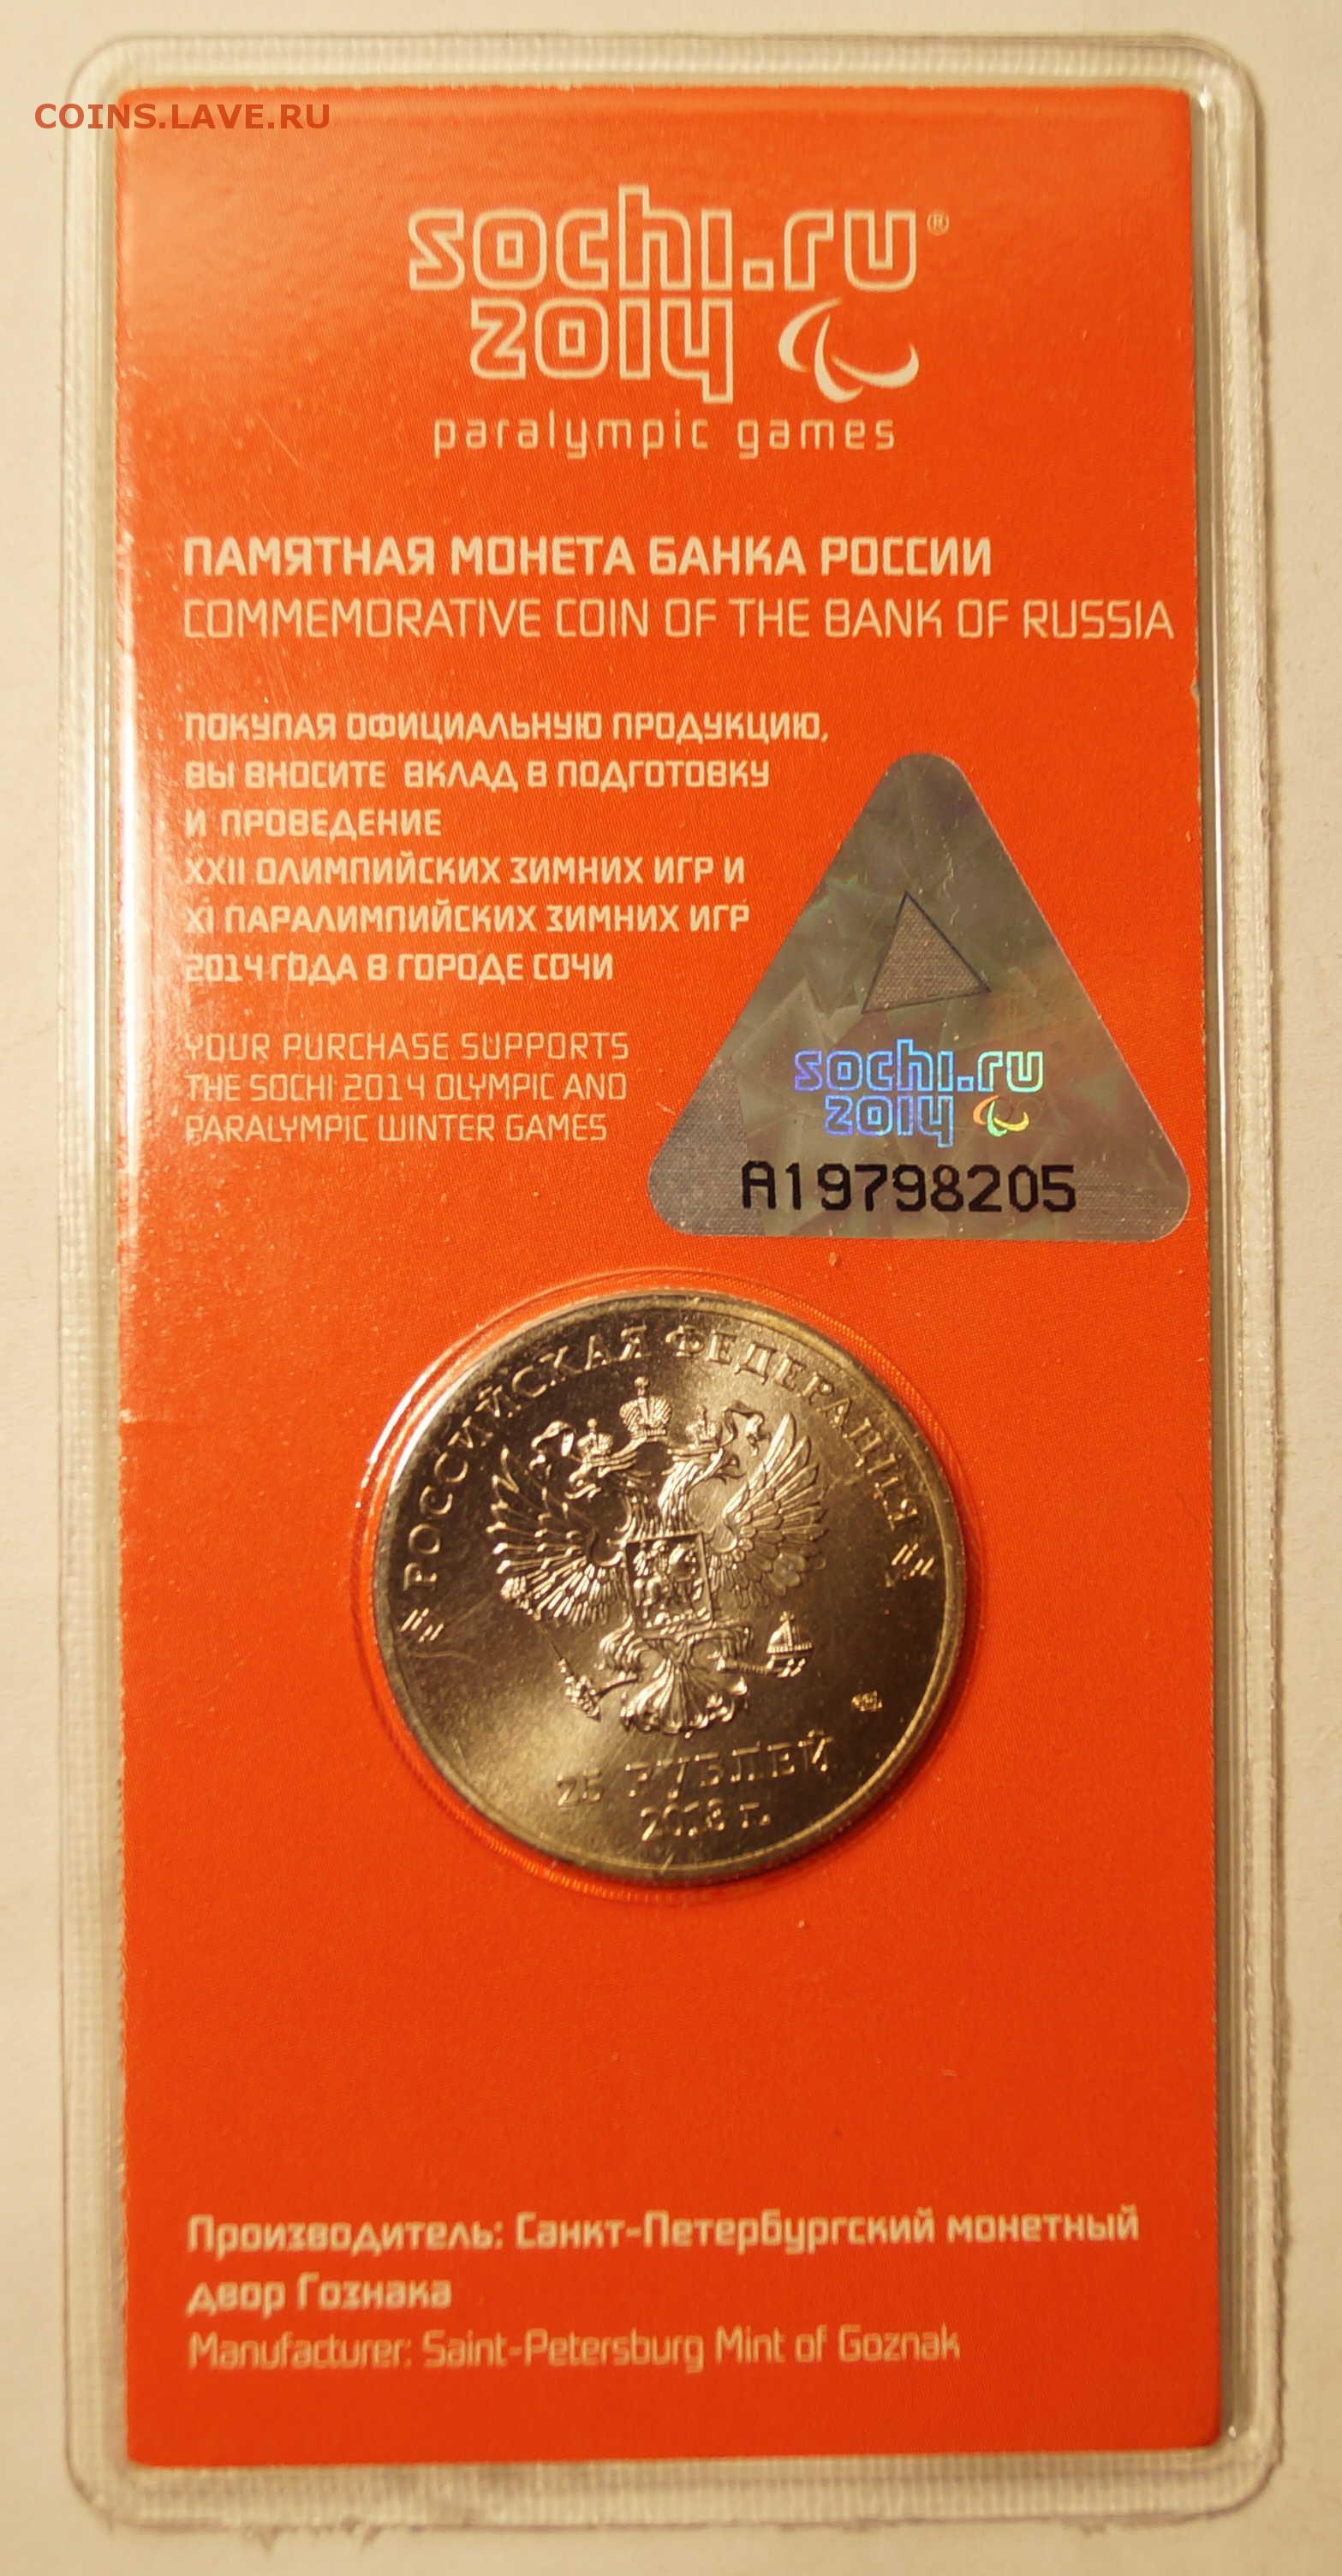 COINS.LAVE.RU
sochi.ru®
2014
paralympic games
ПАМЯТНАЯ МОНЕТА БАНКА РОССИИ
COMMEMORATIVE COIN OF THE BANK OF RUSSIA
ПОКУПАЯ ОФИЦИАЛЬНУЮ ПРОДУКЦИЮ,
ВЫ ВНОСИТЕ ВКЛАД В ПОДГОТОВКУ
И ПРОВЕДЕНИЕ
XXII ОЛИМПИЙСКИХ ЗИМНИХ ИГР И
XI ПАРАЛИМПИЙСКИХ ЗИМНИХ ИГР
2014 ГОДА В ГОРОДЕ СОЧИ
YOUR PURCHASE SUPPORTS
THE SOCHI 2014 OLYMPIC AND
PARALYMPIC WINTER GAMES
sochi.ru
2014
A19798205
РОССИЙСКАЯ ФЕДЕРАЦИЯ
25 РУБЛЕЙ
2013 г.
Производитель: Санкт-Петербургский монетный
двор Гознака
Manufacturer: Saint-Petersburg Mint of Goznak